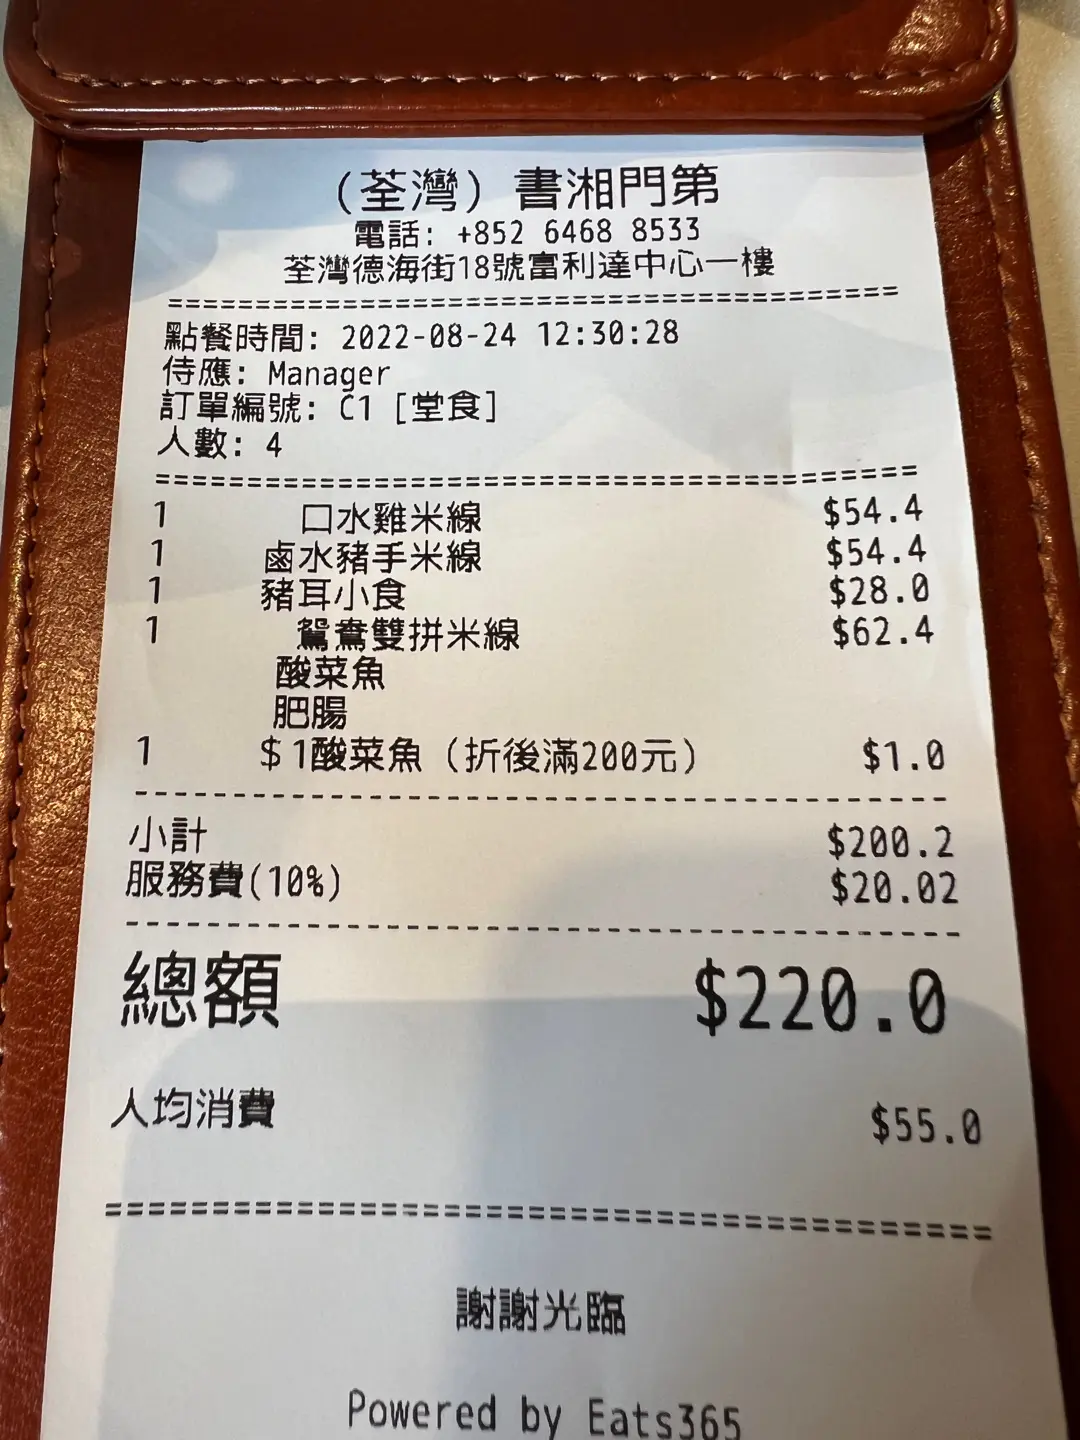 (荃灣) 書湘門第
電話: +852 6468 8533
荃灣德海街18號富利達中心一樓
========================================
點餐時間: 2022-08-24 12:30:28
侍應: Manager
訂單編號: C1 [堂食]
人數: 4
========================================
1 口水雞米線 $54.4
1 鹵水豬手米線 $54.4
1 豬耳小食 $28.0
1 鴛鴦雙拼米線 $62.4
酸菜魚
肥腸
1 $1酸菜魚 (折後滿200元) $1.0
----------------------------------------
小計 $200.2
服務費(10%) $20.02
----------------------------------------
總額 $220.0
人均消費 $55.0
========================================
謝謝光臨
Powered by Eats365